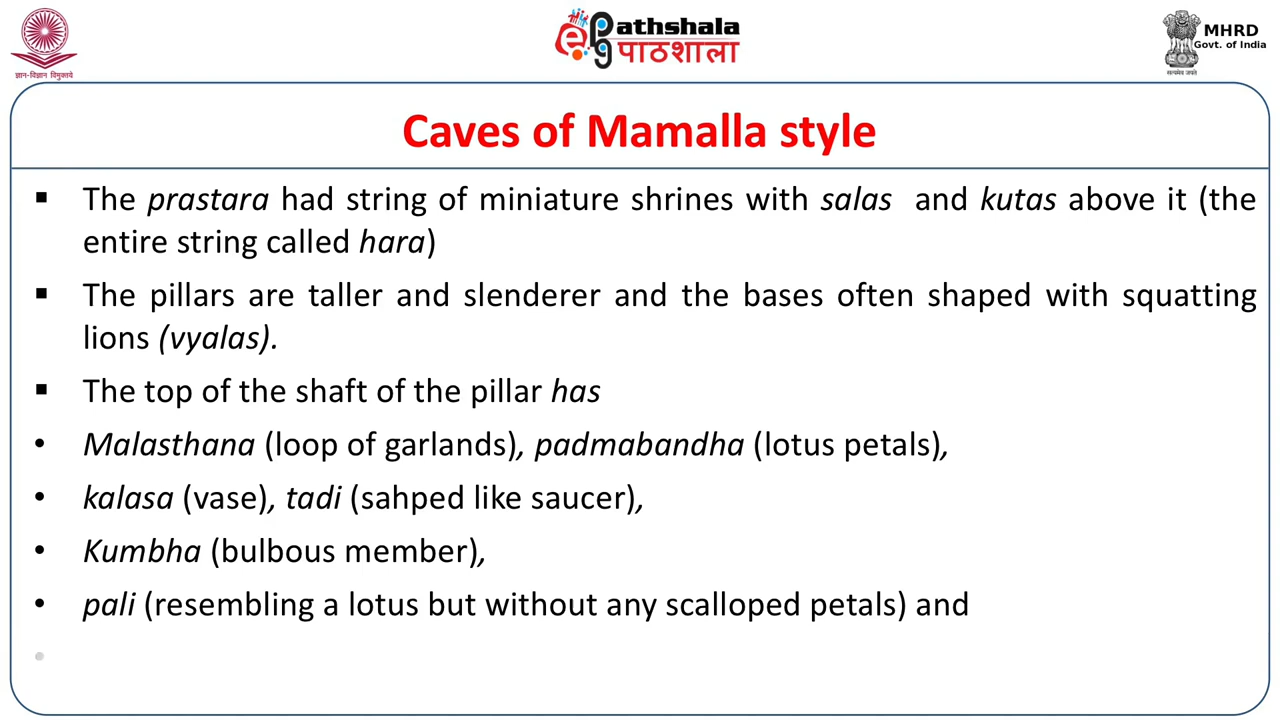 ज्ञान-विज्ञान विमुक्तये
e Pathshala
पाठशाला
MHRD
Govt. of India
सत्यमेव जयते
Caves of Mamalla style
▪ The prastara had string of miniature shrines with salas and kutas above it (the
entire string called hara)
▪ The pillars are taller and slenderer and the bases often shaped with squatting
lions (vyalas).
▪ The top of the shaft of the pillar has
• Malasthana (loop of garlands), padmabandha (lotus petals),
• kalasa (vase), tadi (sahped like saucer),
• Kumbha (bulbous member),
• pali (resembling a lotus but without any scalloped petals) and
•